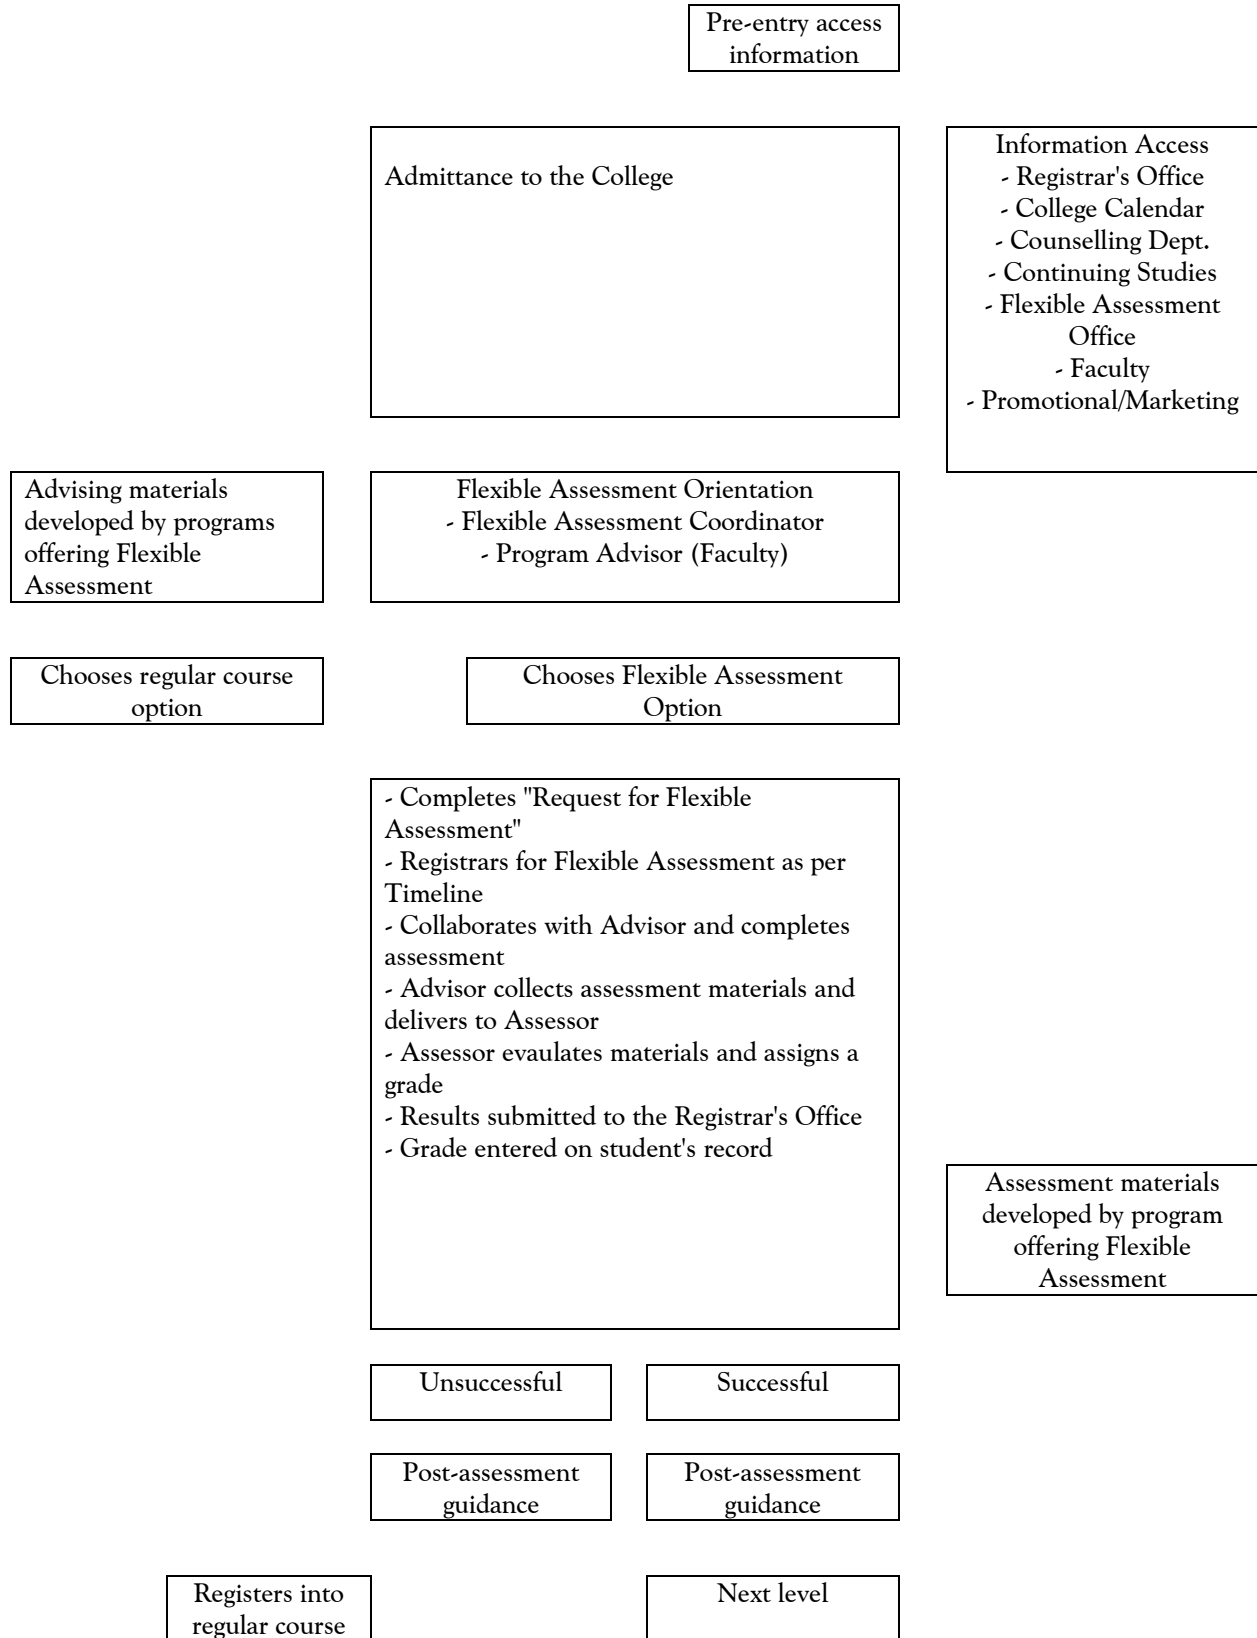 Pre-entry access
information
Admittance to the College
Information Access
- Registrar's Office
- College Calendar
- Counselling Dept.
- Continuing Studies
- Flexible Assessment
Office
- Faculty
- Promotional/Marketing
Advising materials
developed by programs
offering Flexible
Assessment
Flexible Assessment Orientation
- Flexible Assessment Coordinator
- Program Advisor (Faculty)
Chooses regular course
option
Chooses Flexible Assessment
Option
- Completes "Request for Flexible
Assessment"
- Registrars for Flexible Assessment as per
Timeline
- Collaborates with Advisor and completes
assessment
- Advisor collects assessment materials and
delivers to Assessor
- Assessor evaulates materials and assigns a
grade
- Results submitted to the Registrar's Office
- Grade entered on student's record
Assessment materials
developed by program
offering Flexible
Assessment
Unsuccessful
Successful
Post-assessment
guidance
Post-assessment
guidance
Registers into
regular course
Next level